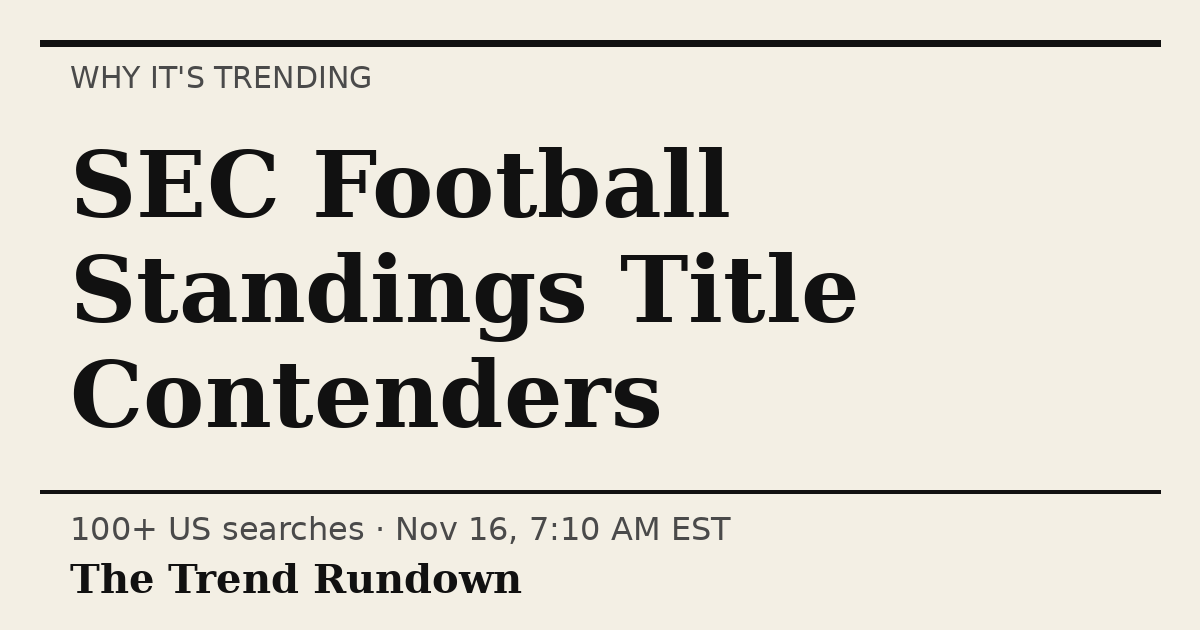 WHY IT'S TRENDING
SEC Football
Standings Title
Contenders
100+ US searches · Nov 16, 7:10 AM EST
The Trend Rundown